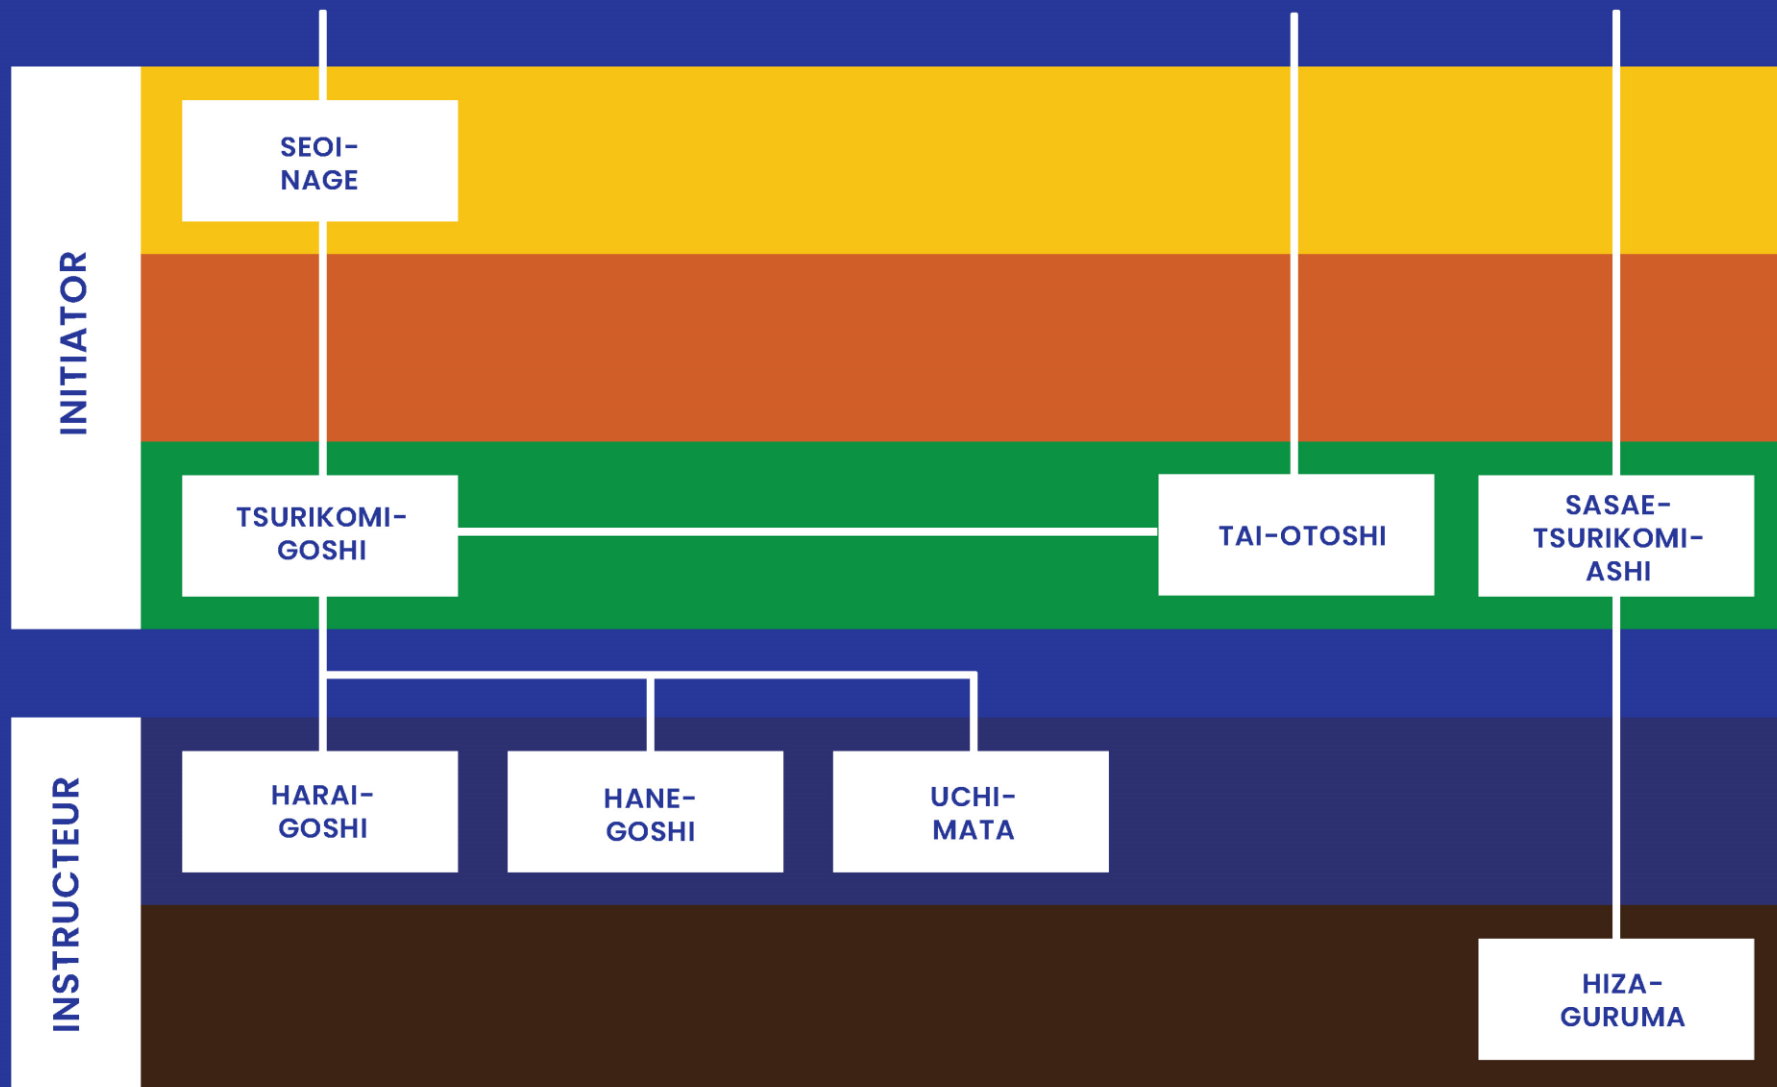 INITIATOR
SEOI-
NAGE
TSURIKOMI-
GOSHI
TAI-OTOSHI
SASAE-
TSURIKOMI-
ASHI
INSTRUCTEUR
HARAI-
GOSHI
HANE-
GOSHI
UCHI-
MATA
HIZA-
GURUMA